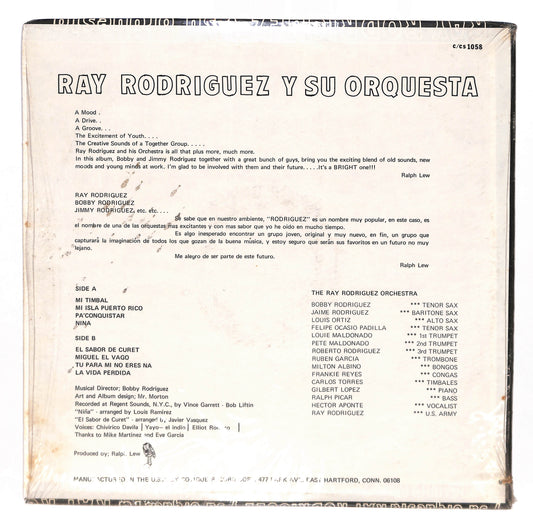 c/cs 1058
RAY RODRIGUEZ Y SU ORQUESTA
A Mood .
A Drive. .
A Groove. . .
The Excitement of Youth. . . .
The Creative Sounds of a Together Group. . . . .
Ray Rodriguez and his Orchestra is all that plus more, much more.
In this album, Bobby and Jimmy Rodriguez together with a great bunch of guys, bring you the exciting blend of old sounds, new
moods and young minds at work. I'm glad to be involved with them and their future. . . . .It's a BRIGHT one!!!
Ralph Lew
RAY RODRIGUEZ
BOBBY RODRIGUEZ
JIMMY RODRIGUEZ, etc. etc. . . .
Se sabe que en nuestro ambiente, "RODRIGUEZ" es un nombre muy popular, en este caso, es
el nombre de una de las orquestas mas excitantes y con mas sabor que yo he oido en mucho tiempo.
Es algo inesperado encontrar un grupo joven, original y muy nuevo, en fin, un grupo que
capturará la imaginacion de todos los que gozan de la buena música, y estoy seguro que serán sus favoritos en un futuro no muy
lejano.
Me alegro de ser parte de este futuro.
Ralph Lew
SIDE A
MI TIMBAL
MI ISLA PUERTO RICO
PA'CONQUISTAR
NINA
SIDE B
EL SABOR DE CURET
MIGUEL EL VAGO
TU PARA MI NO ERES NA
LA VIDA PERDIDA
Musical Director: Bobby Rodriguez
Art and Album design: Mr. Morton
Recorded at Regent Sounds, N.Y.C., by Vince Garrett - Bob Liftin
"Niña" - arranged by Louis Ramirez
"El Sabor de Curet" - arranged by Javier Vasquez
Voices: Chivirico Davila Yayo-el indio Elliot
Thanks to Mike Martinez and Eve Garcia
Produced by; Ralph Lew
THE RAY RODRIGUEZ ORCHESTRA
BOBBY RODRIGUEZ *** TENOR SAX
JAIME RODRIGUEZ *** BARITONE SAX
LOUIS ORTIZ *** ALTO SAX
FELIPE OCASIO PADILLA *** TENOR SAX
LOUIE MALDONADO *** 1st TRUMPET
PETE MALDONADO *** 2nd TRUMPET
ROBERTO RODRIGUEZ *** 3rd TRUMPET
RUBEN GARCIA *** TROMBONE
MILTON ALBINO *** BONGOS
FRANKIE REYES *** CONGAS
CARLOS TORRES *** TIMBALES
GILBERT LOPEZ *** PIANO
RALPH PICAR *** BASS
HECTOR APONTE *** VOCALIST
RAY RODRIGUEZ *** U.S. ARMY
MANUFACTURED IN THE U.S. EAST HARTFORD, CONN. 06108